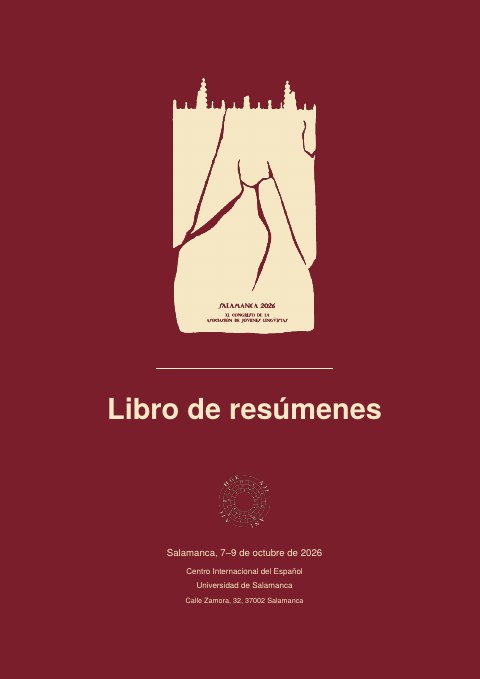 SALAMANCA 2026
XL CONGRESO DE LA
ASOCIACIÓN DE JÓVENES LINGÜISTAS
Libro de resúmenes
Salamanca, 7–9 de octubre de 2026
Centro Internacional del Español
Universidad de Salamanca
Calle Zamora, 32, 37002 Salamanca